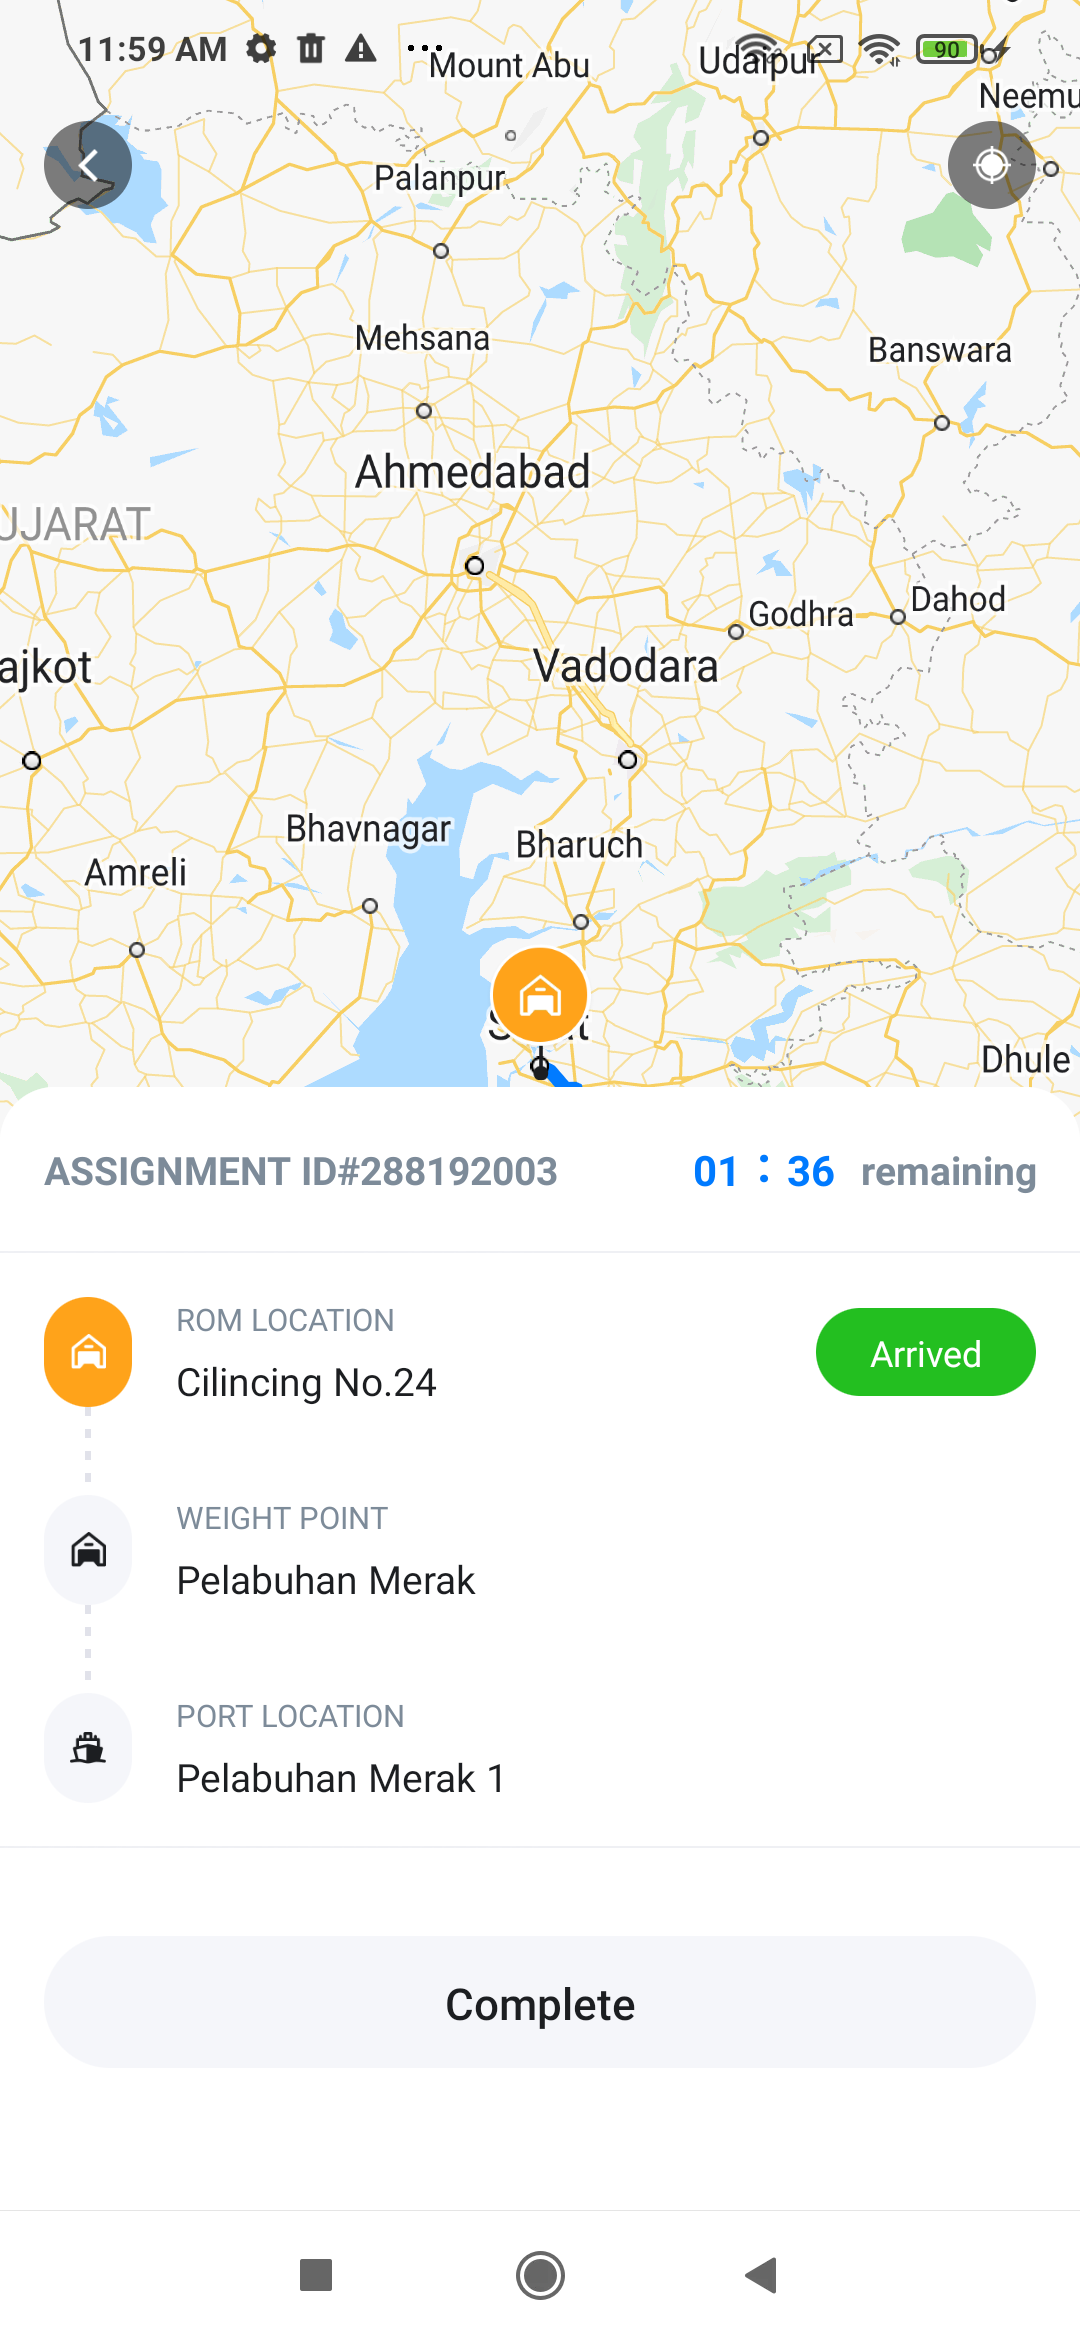 11:59 AM
90
Mount Abu
Udaipur
Neemu
Palanpur
Mehsana
Banswara
Ahmedabad
UJARAT
Godhra
Dahod
ajkot
Vadodara
Bhavnagar
Bharuch
Amreli
Dhule
ASSIGNMENT ID#288192003
01 : 36 remaining
ROM LOCATION
Cilincing No.24
Arrived
WEIGHT POINT
Pelabuhan Merak
PORT LOCATION
Pelabuhan Merak 1
Complete